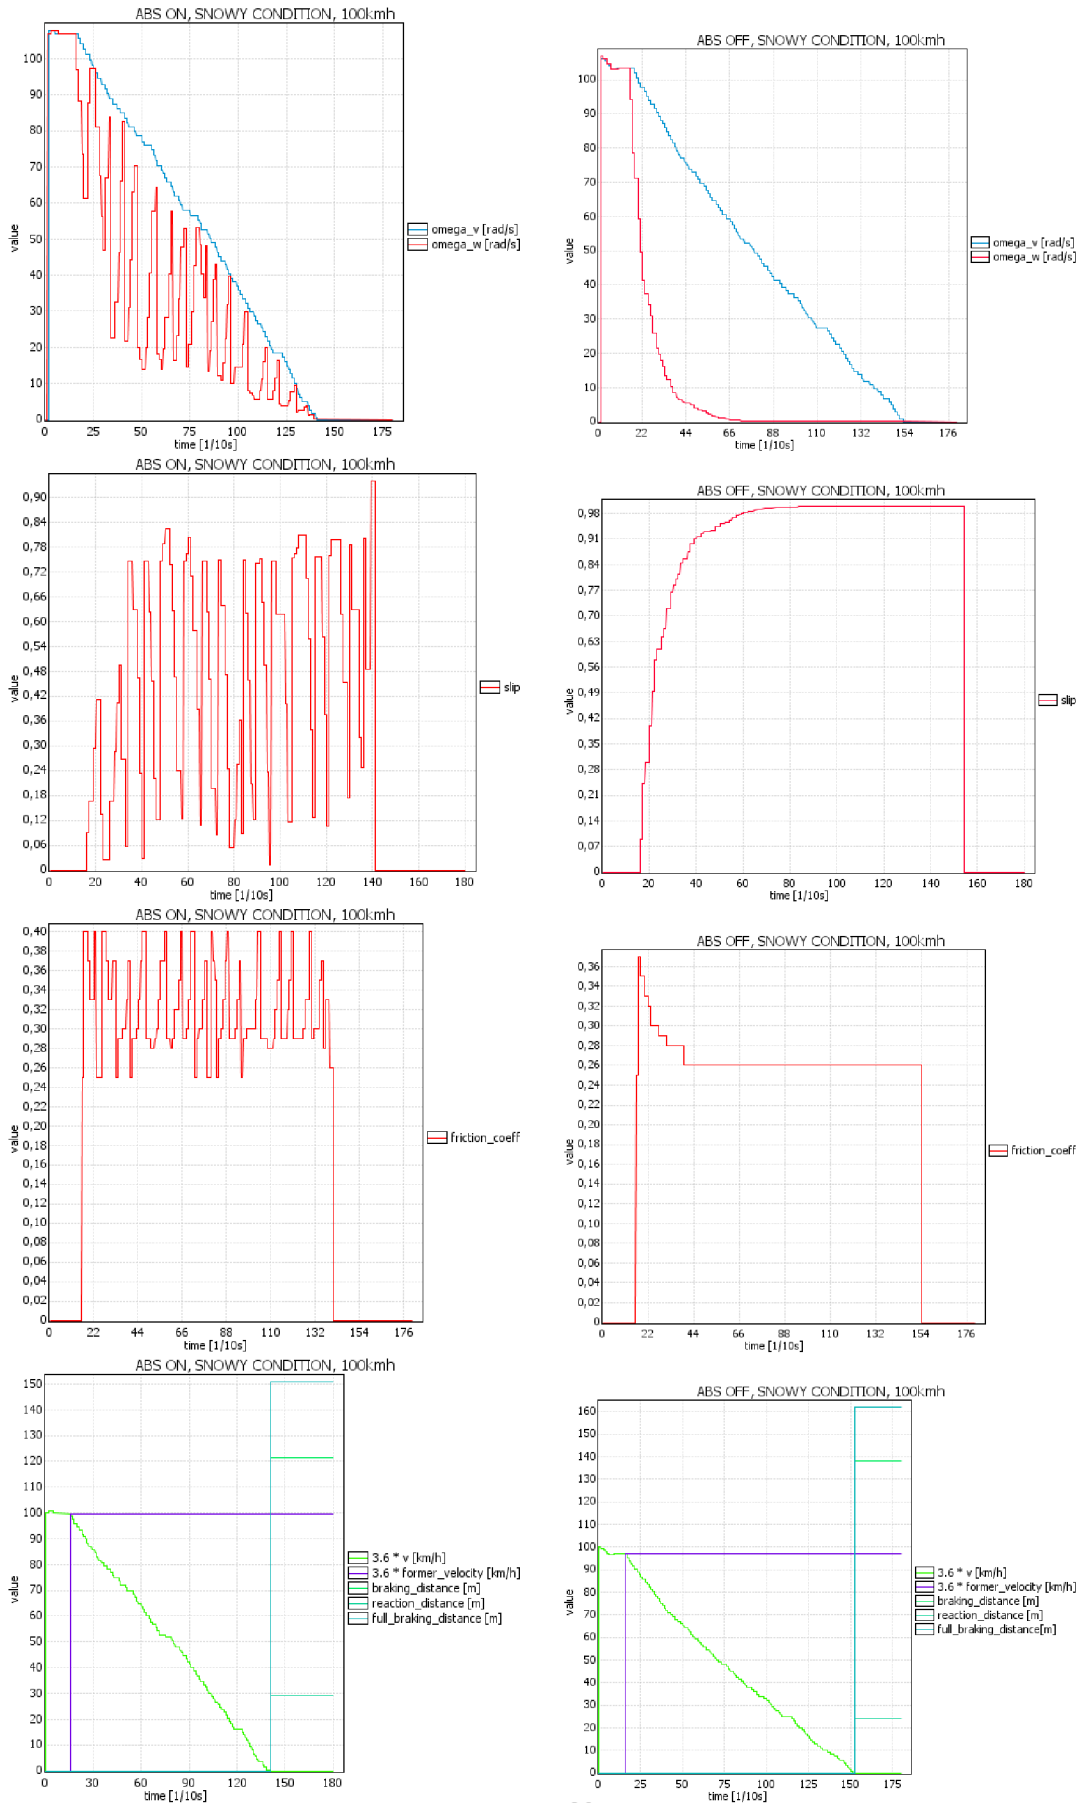 ABS ON, SNOWY CONDITION, 100kmh
100
90
80
70
60
50
40
30
20
10
0
value
0 25 50 75 100 125 150 175
time [1/10s]
omega_v [rad/s]
omega_w [rad/s]
ABS OFF, SNOWY CONDITION, 100kmh
100
90
80
70
60
50
40
30
20
10
0
value
0 22 44 66 88 110 132 154 176
time [1/10s]
omega_v [rad/s]
omega_w [rad/s]
ABS ON, SNOWY CONDITION, 100kmh
0,90
0,84
0,78
0,72
0,66
0,60
0,54
0,48
0,42
0,36
0,30
0,24
0,18
0,12
0,06
0
value
0 20 40 60 80 100 120 140 160 180
time [1/10s]
slip
ABS OFF, SNOWY CONDITION, 100kmh
0,98
0,91
0,84
0,77
0,70
0,63
0,56
0,49
0,42
0,35
0,28
0,21
0,14
0,07
0
value
0 20 40 60 80 100 120 140 160 180
time [1/10s]
slip
ABS ON, SNOWY CONDITION, 100kmh
0,40
0,38
0,36
0,34
0,32
0,30
0,28
0,26
0,24
0,22
0,20
0,18
0,16
0,14
0,12
0,10
0,08
0,06
0,04
0,02
0
value
0 22 44 66 88 110 132 154 176
time [1/10s]
friction_coeff
ABS OFF, SNOWY CONDITION, 100kmh
0,36
0,34
0,32
0,30
0,28
0,26
0,24
0,22
0,20
0,18
0,16
0,14
0,12
0,10
0,08
0,06
0,04
0,02
0
value
0 22 44 66 88 110 132 154 176
time [1/10s]
friction_coeff
ABS ON, SNOWY CONDITION, 100kmh
150
140
130
120
110
100
90
80
70
60
50
40
30
20
10
0
value
0 30 60 90 120 150 180
time [1/10s]
3.6 * v [km/h]
3.6 * former_velocity [km/h]
braking_distance [m]
reaction_distance [m]
full_braking_distance [m]
ABS OFF, SNOWY CONDITION, 100kmh
160
150
140
130
120
110
100
90
80
70
60
50
40
30
20
10
0
value
0 25 50 75 100 125 150 175
time [1/10s]
3.6 * v [km/h]
3.6 * former_velocity [km/h]
braking_distance [m]
reaction_distance [m]
full_braking_distance[m]